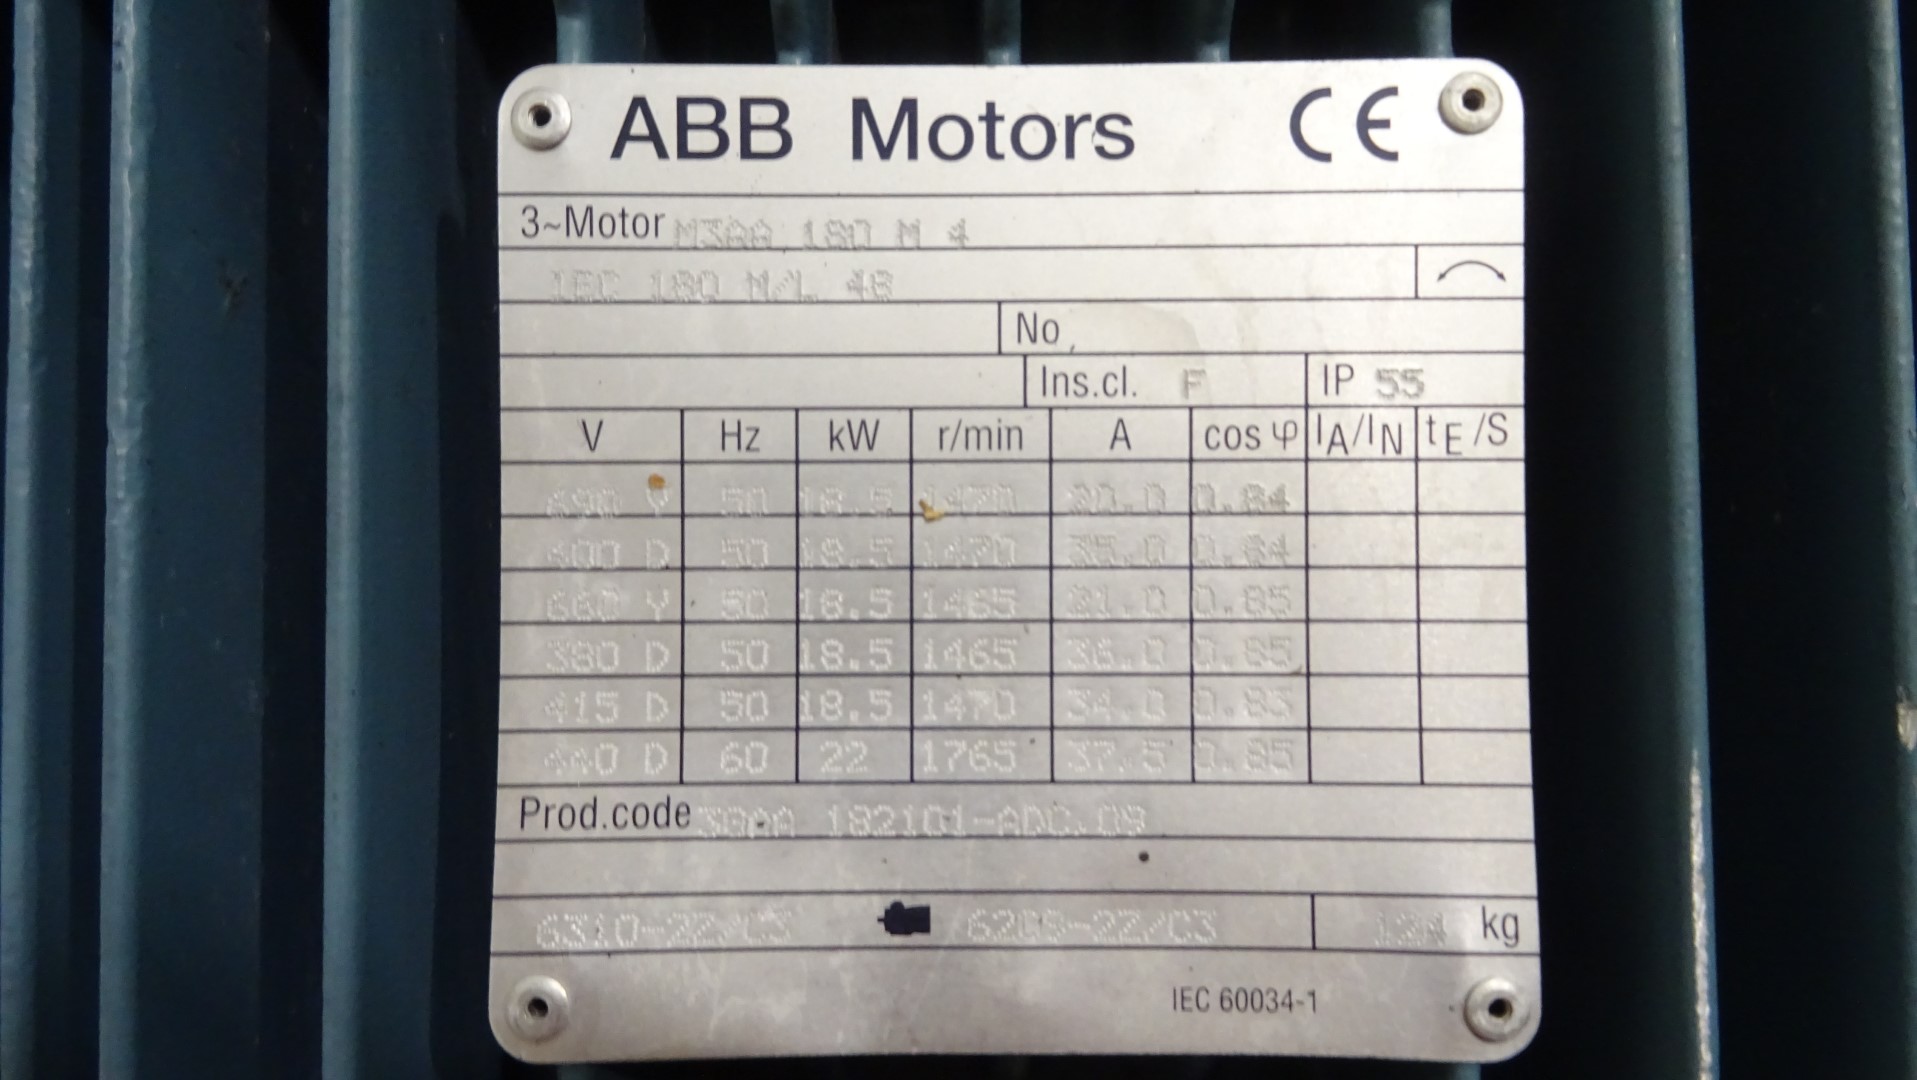 ABB Motors CE
3~Motor M3AA 180 M 4
IEC 180 M/L 48
No
Ins.cl. F IP 55
V Hz kW r/min A cos φ IA/IN tE/S
690 Y 50 18.5 1470 20.0 0.84
400 D 50 18.5 1470 35.0 0.84
660 Y 50 18.5 1465 21.0 0.85
380 D 50 18.5 1465 36.0 0.85
415 D 50 18.5 1470 34.0 0.83
440 D 60 22 1765 37.5 0.85
Prod.code 3GAA 182101-ADC.09
6310-2Z/C3 6209-2Z/C3 kg
IEC 60034-1